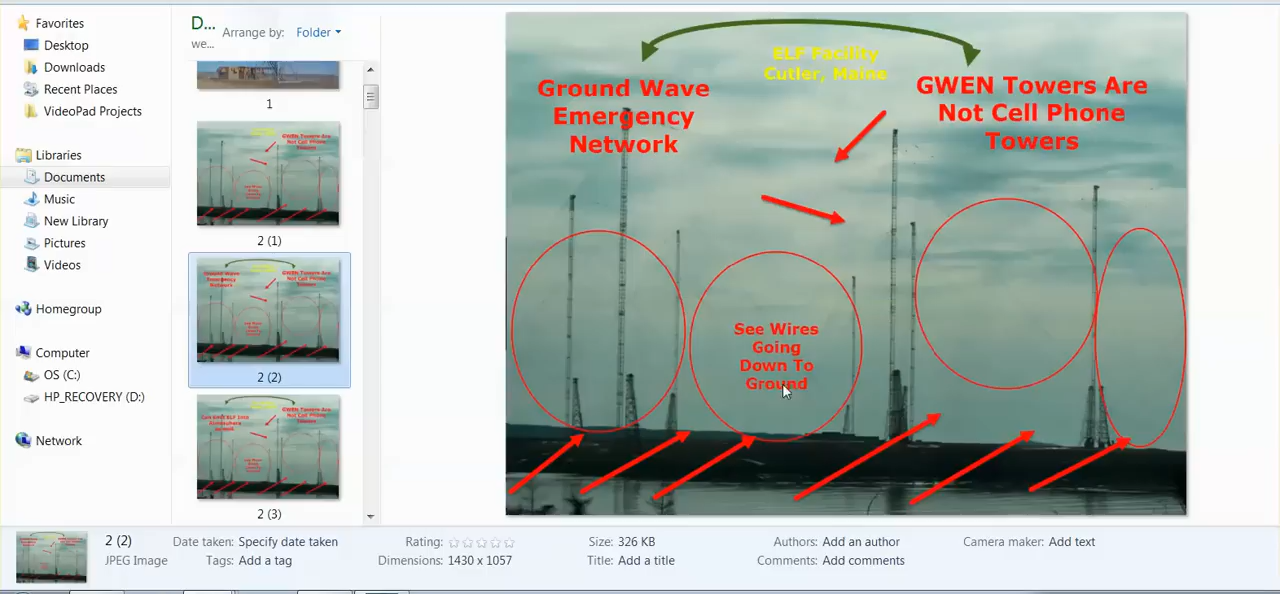 Favorites
Desktop
Downloads
Recent Places
VideoPad Projects
Libraries
Documents
Music
New Library
Pictures
Videos
Homegroup
Computer
OS (C:)
HP_RECOVERY (D:)
Network
D...
we...
Arrange by: Folder
1
2 (1)
2 (2)
2 (3)
ELF Facility
Cutler, Maine
Ground Wave
Emergency
Network
GWEN Towers Are
Not Cell Phone
Towers
See Wires
Going
Down To
Ground
2 (2)
JPEG Image
Date taken: Specify date taken
Tags: Add a tag
Rating:
Dimensions: 1430 x 1057
Size: 326 KB
Title: Add a title
Authors: Add an author
Comments: Add comments
Camera maker: Add text